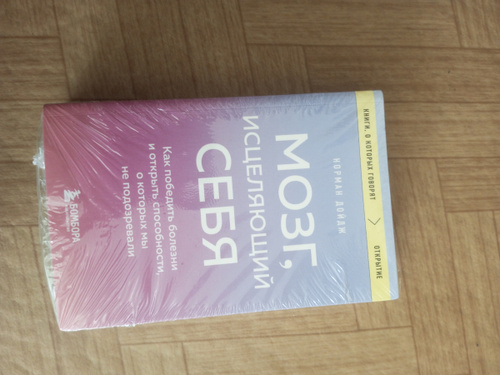 КНИГИ, О КОТОРЫХ ГОВОРЯТ > ОТКРЫТИЕ
НОРМАН ДОЙДЖ
МОЗГ,
ИСЦЕЛЯЮЩИЙ
СЕБЯ
Как победить болезни
и открыть способности,
о которых мы
не подозревали
БОМБОРА